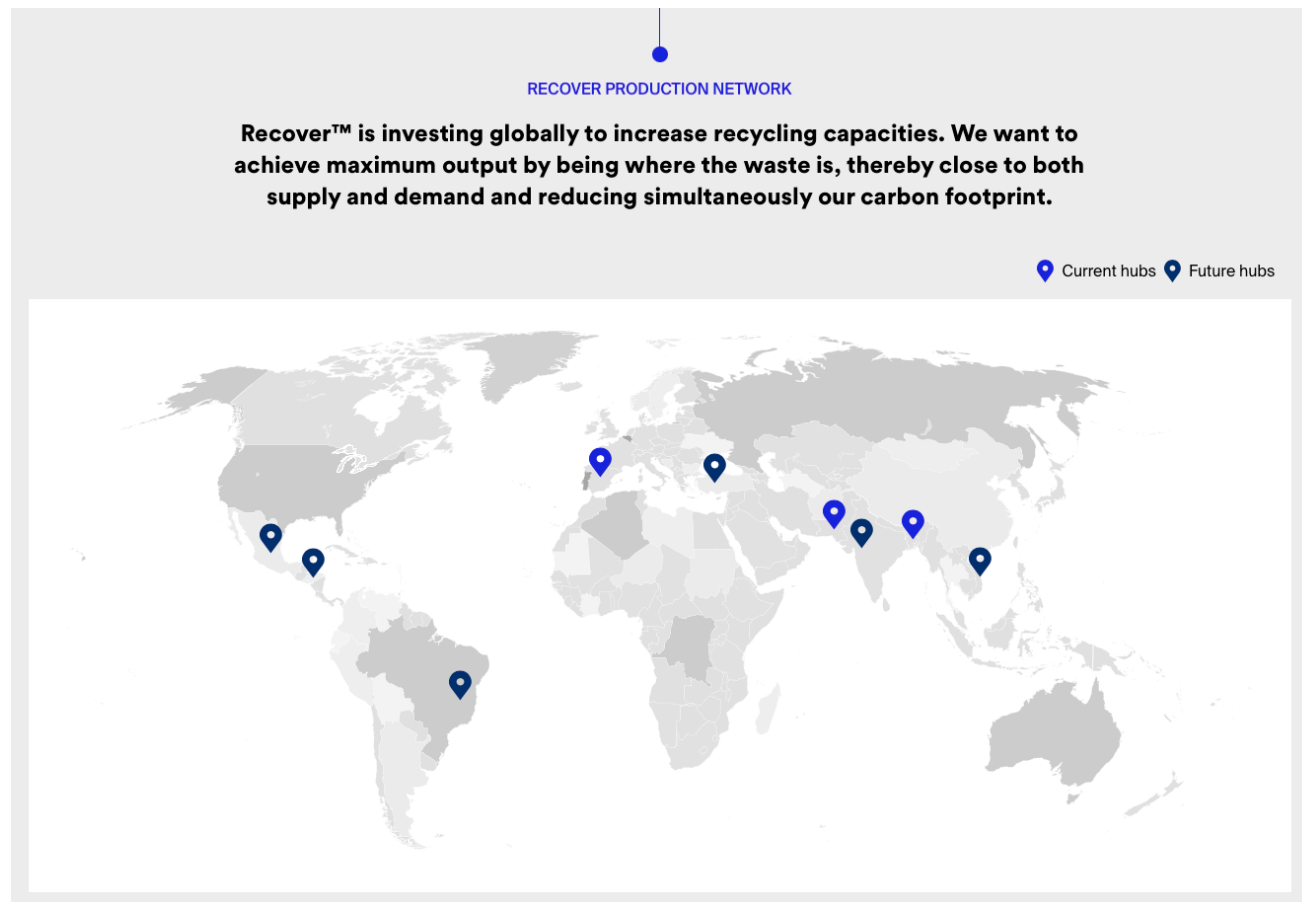 RECOVER PRODUCTION NETWORK
Recover™ is investing globally to increase recycling capacities. We want to
achieve maximum output by being where the waste is, thereby close to both
supply and demand and reducing simultaneously our carbon footprint.
Current hubs Future hubs